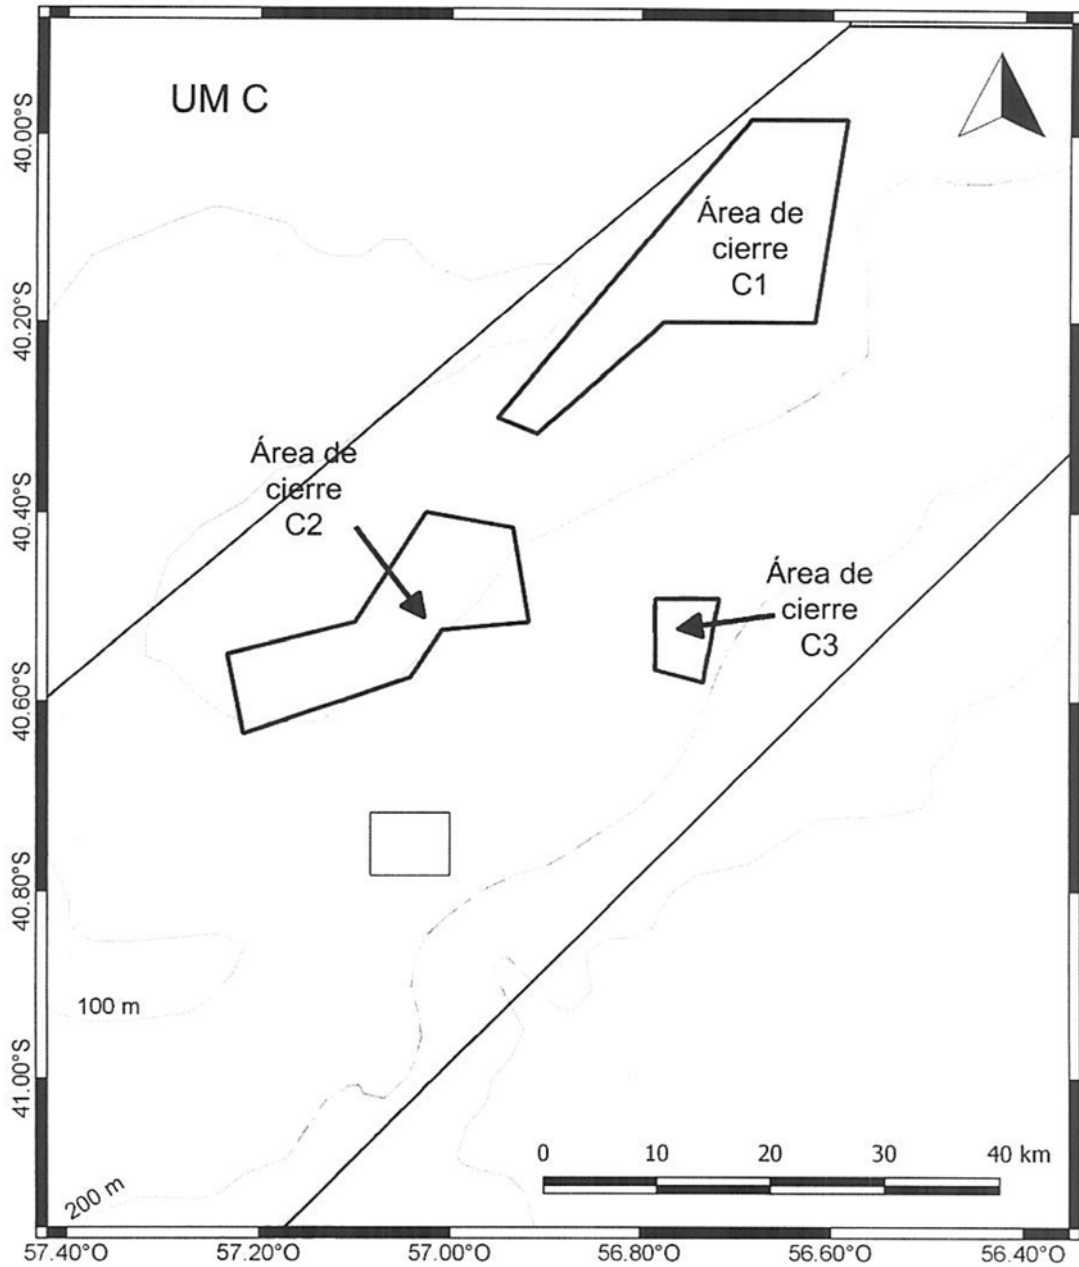 UM C
40.00°S
40.20°S
40.40°S
40.60°S
40.80°S
41.00°S
Área de
cierre
C1
Área de
cierre
C2
Área de
cierre
C3
100 m
200 m
0 10 20 30 40 km
57.40°O 57.20°O 57.00°O 56.80°O 56.60°O 56.40°O